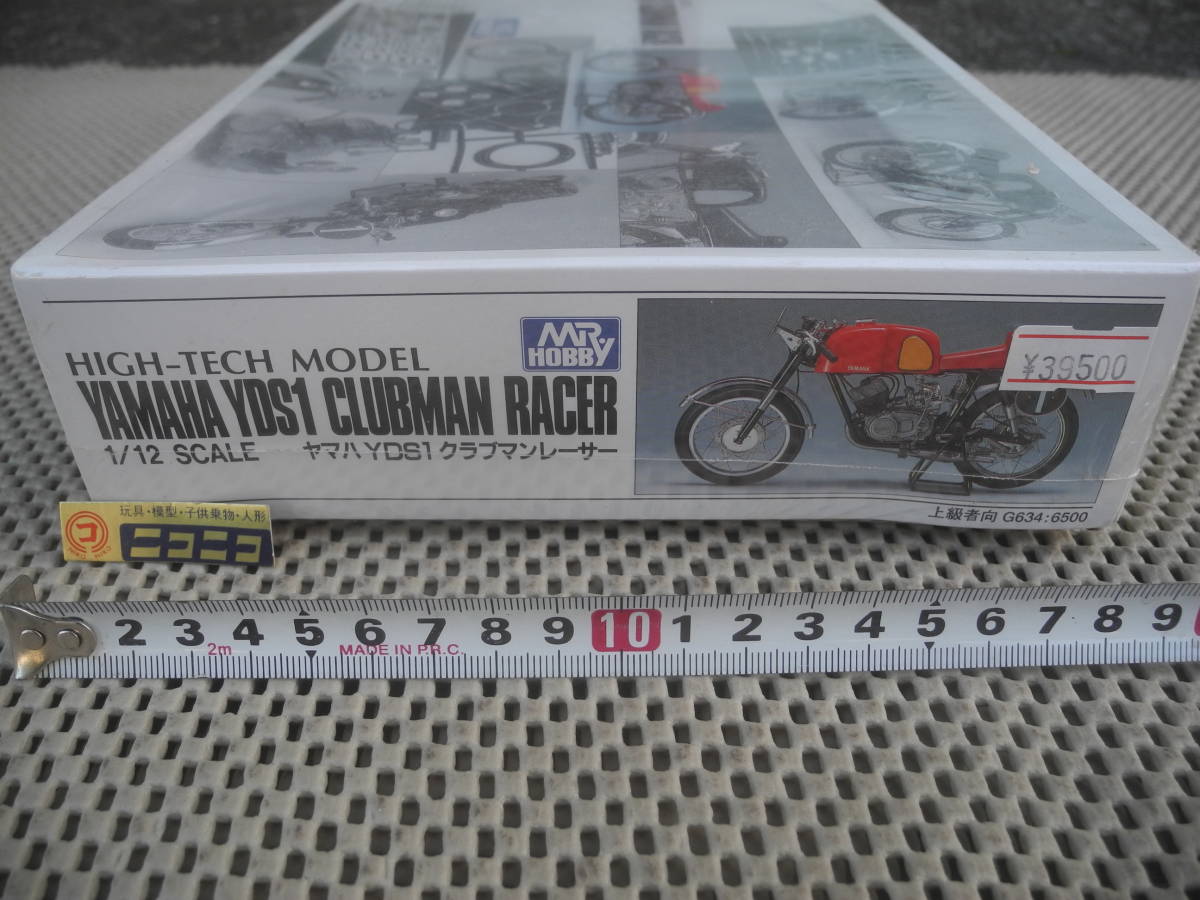 MR
HOBBY
HIGH-TECH MODEL
YAMAHA YDS1 CLUBMAN RACER
1/12 SCALE ヤマハYDS1クラブマンレーサー
YAMAHA
¥39500
上級者向 G634:6500
玩具・模型・子供乗物・人形
コ
ニコニコ
2 3 4 5 6 7 8 9 10 1 2 3 4 5 6 7 8 9
2m MADE IN P.R.C.